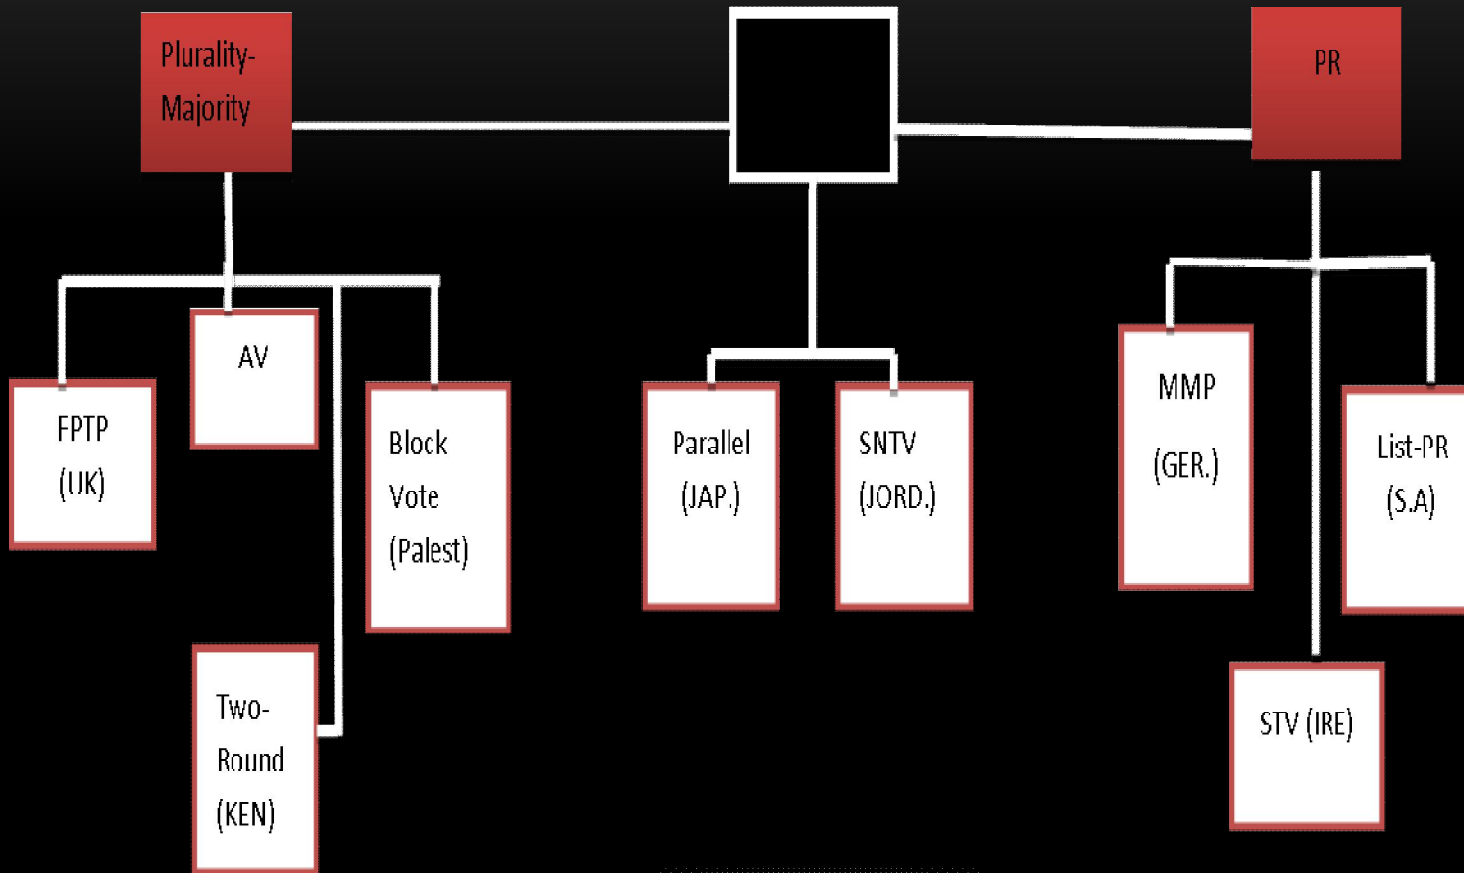 Plurality-
Majority
PR
FPTP
(UK)
AV
Block
Vote
(Palest)
Two-
Round
(KEN)
Parallel
(JAP.)
SNTV
(JORD.)
MMP
(GER.)
List-PR
(S.A)
STV (IRE)